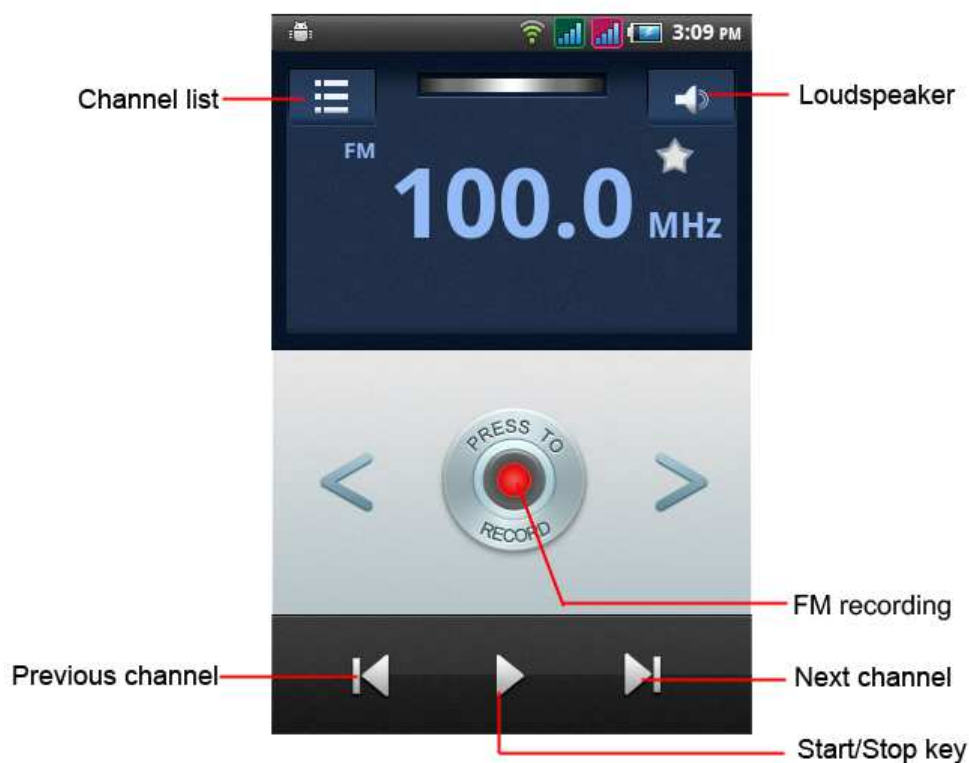 3:09 PM
Channel list
Loudspeaker
FM
100.0 MHz
PRESS TO
RECORD
FM recording
Previous channel
Next channel
Start/Stop key